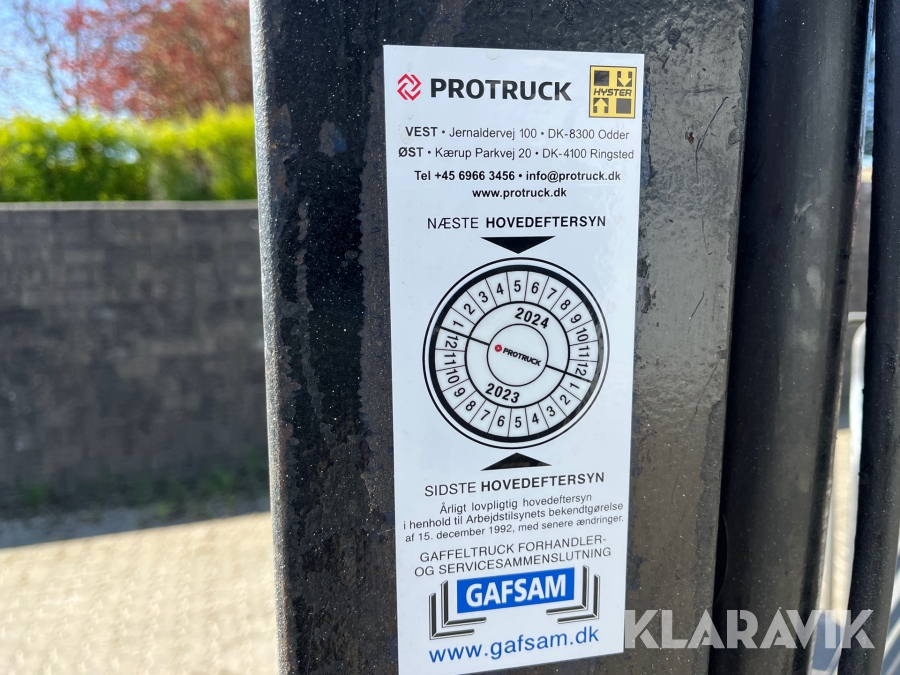 PROTRUCK
HYSTER
VEST • Jernaldervej 100 • DK-8300 Odder
ØST • Kærup Parkvej 20 • DK-4100 Ringsted
Tel +45 6966 3456 • info@protruck.dk
www.protruck.dk
NÆSTE HOVEDEFTERSYN
1 2 3 4 5 6 7 8 9 10 11 12
2024
PROTRUCK
2023
12 11 10 9 8 7 6 5 4 3 2 1
SIDSTE HOVEDEFTERSYN
Årligt lovpligtig hovedeftersyn
i henhold til Arbejdstilsynets bekendtgørelse
af 15. december 1992, med senere ændringer.
GAFFELTRUCK FORHANDLER-
OG SERVICESAMMENSLUTNING
GAFSAM
www.gafsam.dk
KLARAVIK